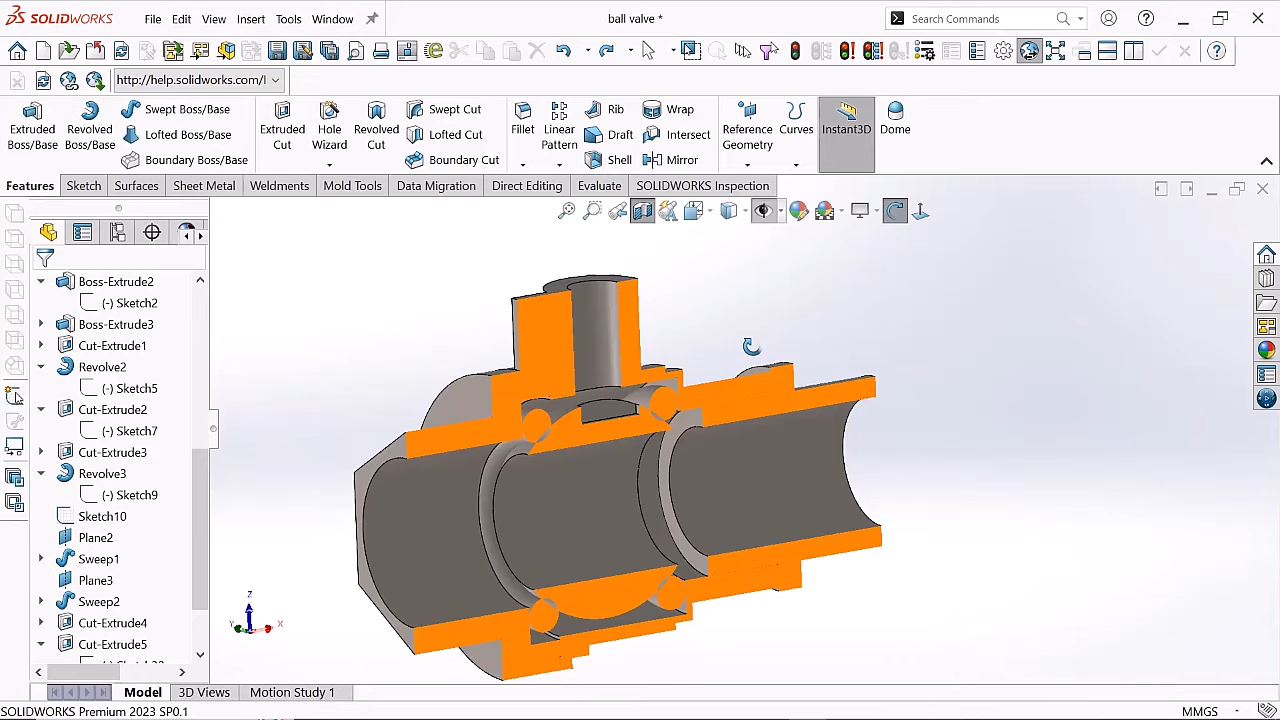 SOLIDWORKS File Edit View Insert Tools Window ball valve * Search Commands
http://help.solidworks.com/
Extruded Boss/Base
Revolved Boss/Base
Swept Boss/Base
Lofted Boss/Base
Boundary Boss/Base
Extruded Cut
Hole Wizard
Revolved Cut
Swept Cut
Lofted Cut
Boundary Cut
Fillet
Linear Pattern
Rib
Draft
Shell
Wrap
Intersect
Mirror
Reference Geometry
Curves
Instant3D
Dome
Features Sketch Surfaces Sheet Metal Weldments Mold Tools Data Migration Direct Editing Evaluate SOLIDWORKS Inspection
Boss-Extrude2
(-) Sketch2
Boss-Extrude3
Cut-Extrude1
Revolve2
(-) Sketch5
Cut-Extrude2
(-) Sketch7
Cut-Extrude3
Revolve3
(-) Sketch9
Sketch10
Plane2
Sweep1
Plane3
Sweep2
Cut-Extrude4
Cut-Extrude5
Z
Y X
Model 3D Views Motion Study 1
SOLIDWORKS Premium 2023 SP0.1 MMGS